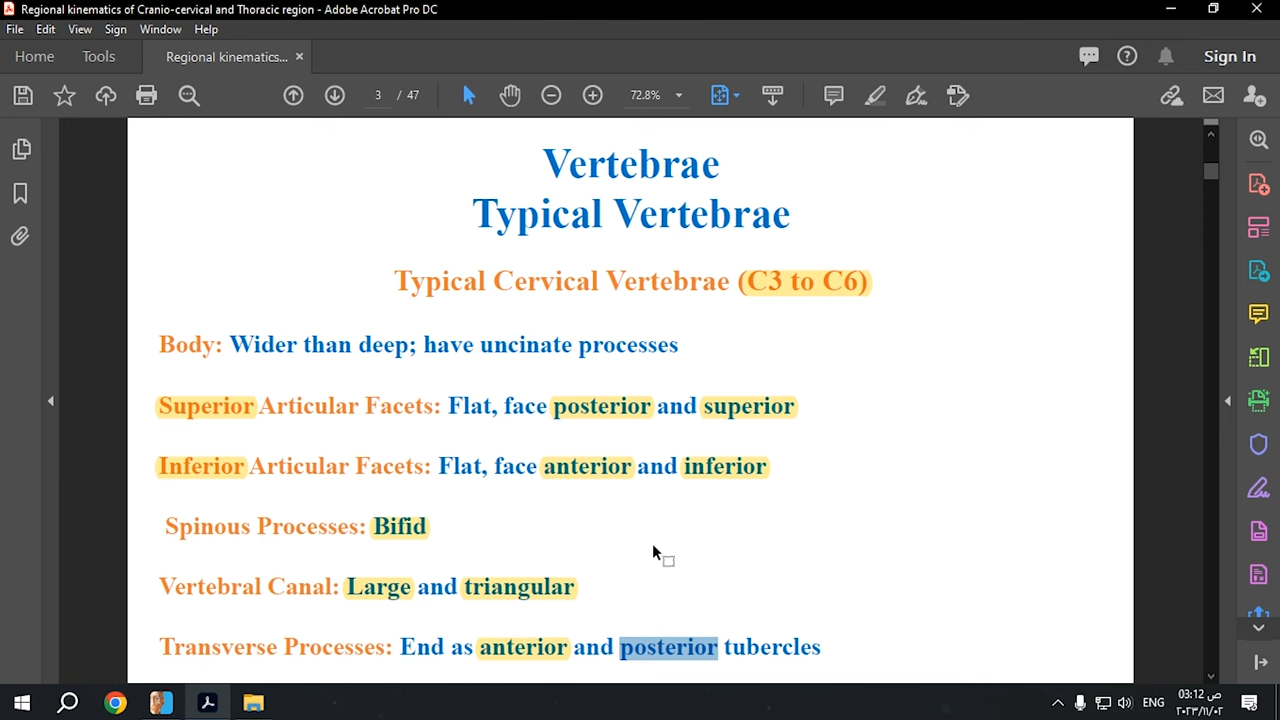 Regional kinematics of Cranio-cervical and Thoracic region - Adobe Acrobat Pro DC
File Edit View Sign Window Help
Home Tools Regional kinematics... × Sign In
3 / 47 72.8%
Vertebrae
Typical Vertebrae
Typical Cervical Vertebrae (C3 to C6)
Body: Wider than deep; have uncinate processes
Superior Articular Facets: Flat, face posterior and superior
Inferior Articular Facets: Flat, face anterior and inferior
Spinous Processes: Bifid
Vertebral Canal: Large and triangular
Transverse Processes: End as anterior and posterior tubercles
ENG 03:12 ص
٢٠٢٣/١١/٠٢